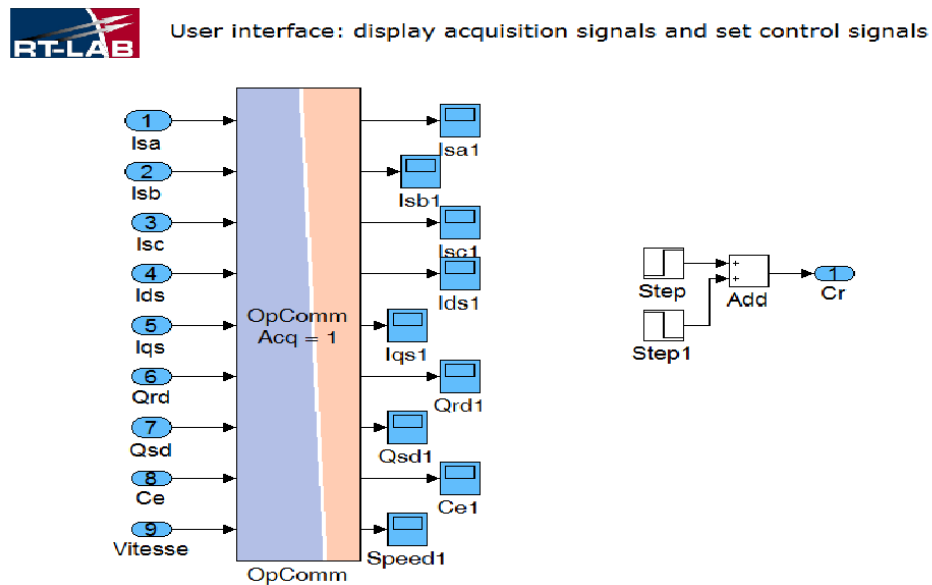 RT-LAB
User interface: display acquisition signals and set control signals
1
Isa
2
Isb
3
Isc
4
Ids
5
Iqs
6
Qrd
7
Qsd
8
Ce
9
Vitesse
OpComm
Acq = 1
OpComm
Isa1
Isb1
Isc1
Ids1
Iqs1
Qrd1
Qsd1
Ce1
Speed1
Step
Step1
+
+
Add
1
Cr